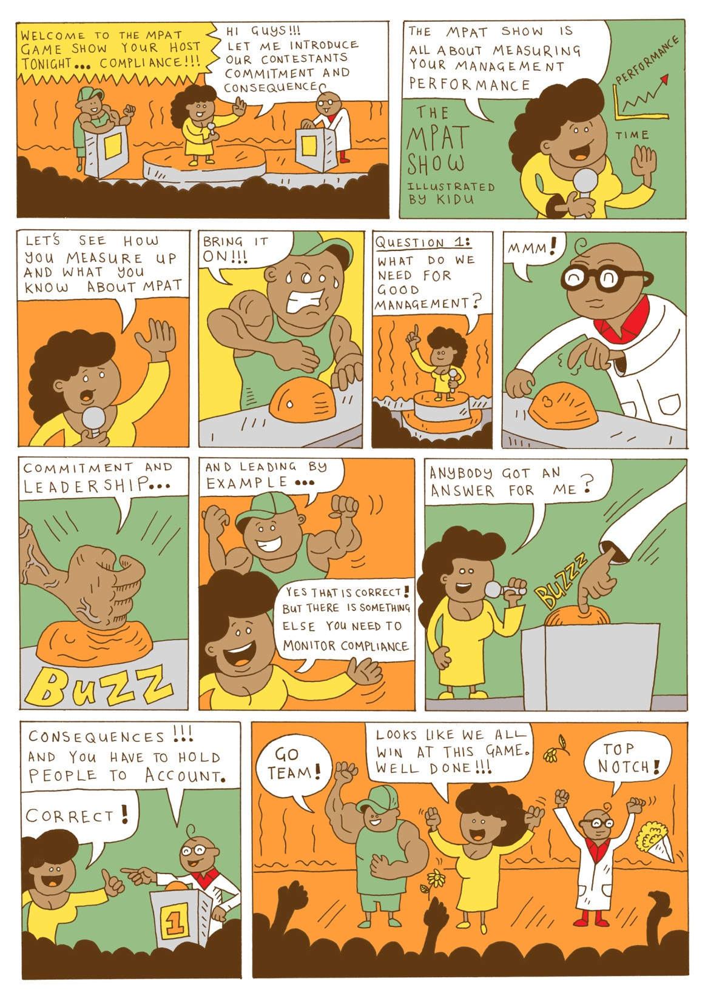 WELCOME TO THE MPAT
GAME SHOW YOUR HOST
TONIGHT... COMPLIANCE!!!
HI GUYS!!!
LET ME INTRODUCE
OUR CONTESTANTS
COMMITMENT AND
CONSEQUENCE
THE MPAT SHOW IS
ALL ABOUT MEASURING
YOUR MANAGEMENT
PERFORMANCE
PERFORMANCE
TIME
THE
MPAT
SHOW
ILLUSTRATED
BY KIDU
LET'S SEE HOW
YOU MEASURE UP
AND WHAT YOU
KNOW ABOUT MPAT
BRING IT
ON!!!
QUESTION 1:
WHAT DO WE
NEED FOR
GOOD
MANAGEMENT?
MMM!
COMMITMENT AND
LEADERSHIP...
BUZZ
AND LEADING BY
EXAMPLE...
YES THAT IS CORRECT!
BUT THERE IS SOMETHING
ELSE YOU NEED TO
MONITOR COMPLIANCE
ANYBODY GOT AN
ANSWER FOR ME?
BUZZZ
CONSEQUENCES!!!
AND YOU HAVE TO HOLD
PEOPLE TO ACCOUNT.
CORRECT!
1
GO
TEAM!
LOOKS LIKE WE ALL
WIN AT THIS GAME.
WELL DONE!!!
TOP
NOTCH!